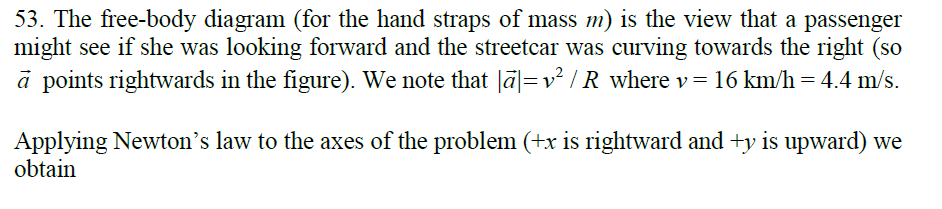 53. The free-body diagram (for the hand straps of mass m) is the view that a passenger
might see if she was looking forward and the streetcar was curving towards the right (so
a⃗ points rightwards in the figure). We note that |a⃗|= v² / R where v = 16 km/h = 4.4 m/s.
Applying Newton’s law to the axes of the problem (+x is rightward and +y is upward) we
obtain